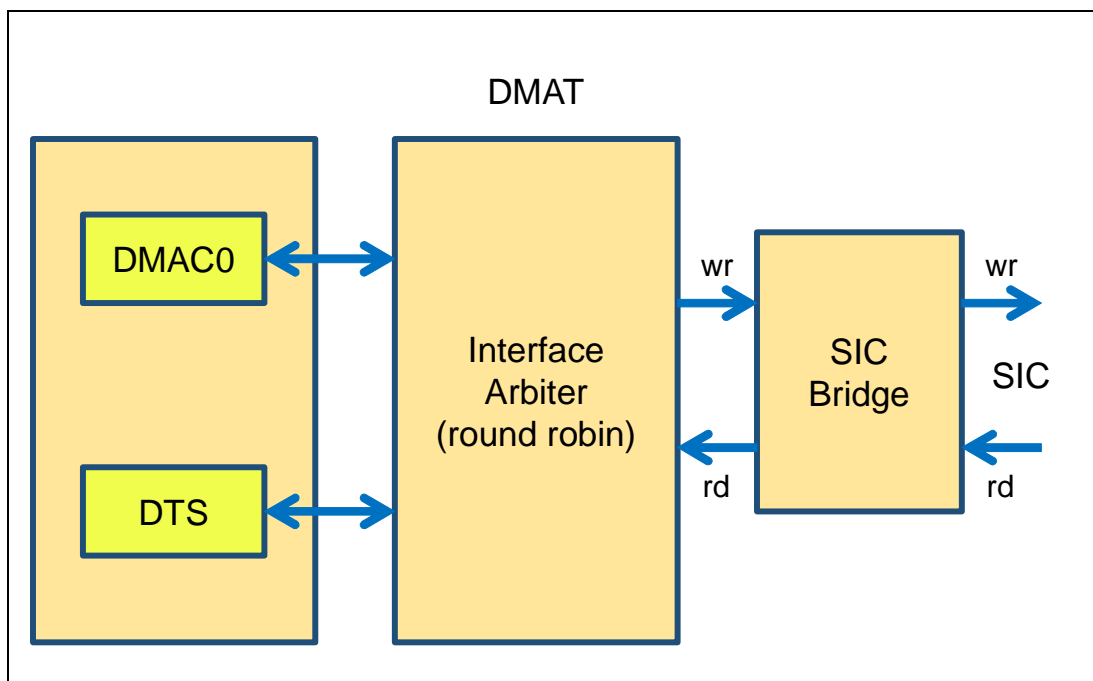 DMAT
DMAC0
DTS
Interface
Arbiter
(round robin)
wr
rd
SIC
Bridge
wr
SIC
rd